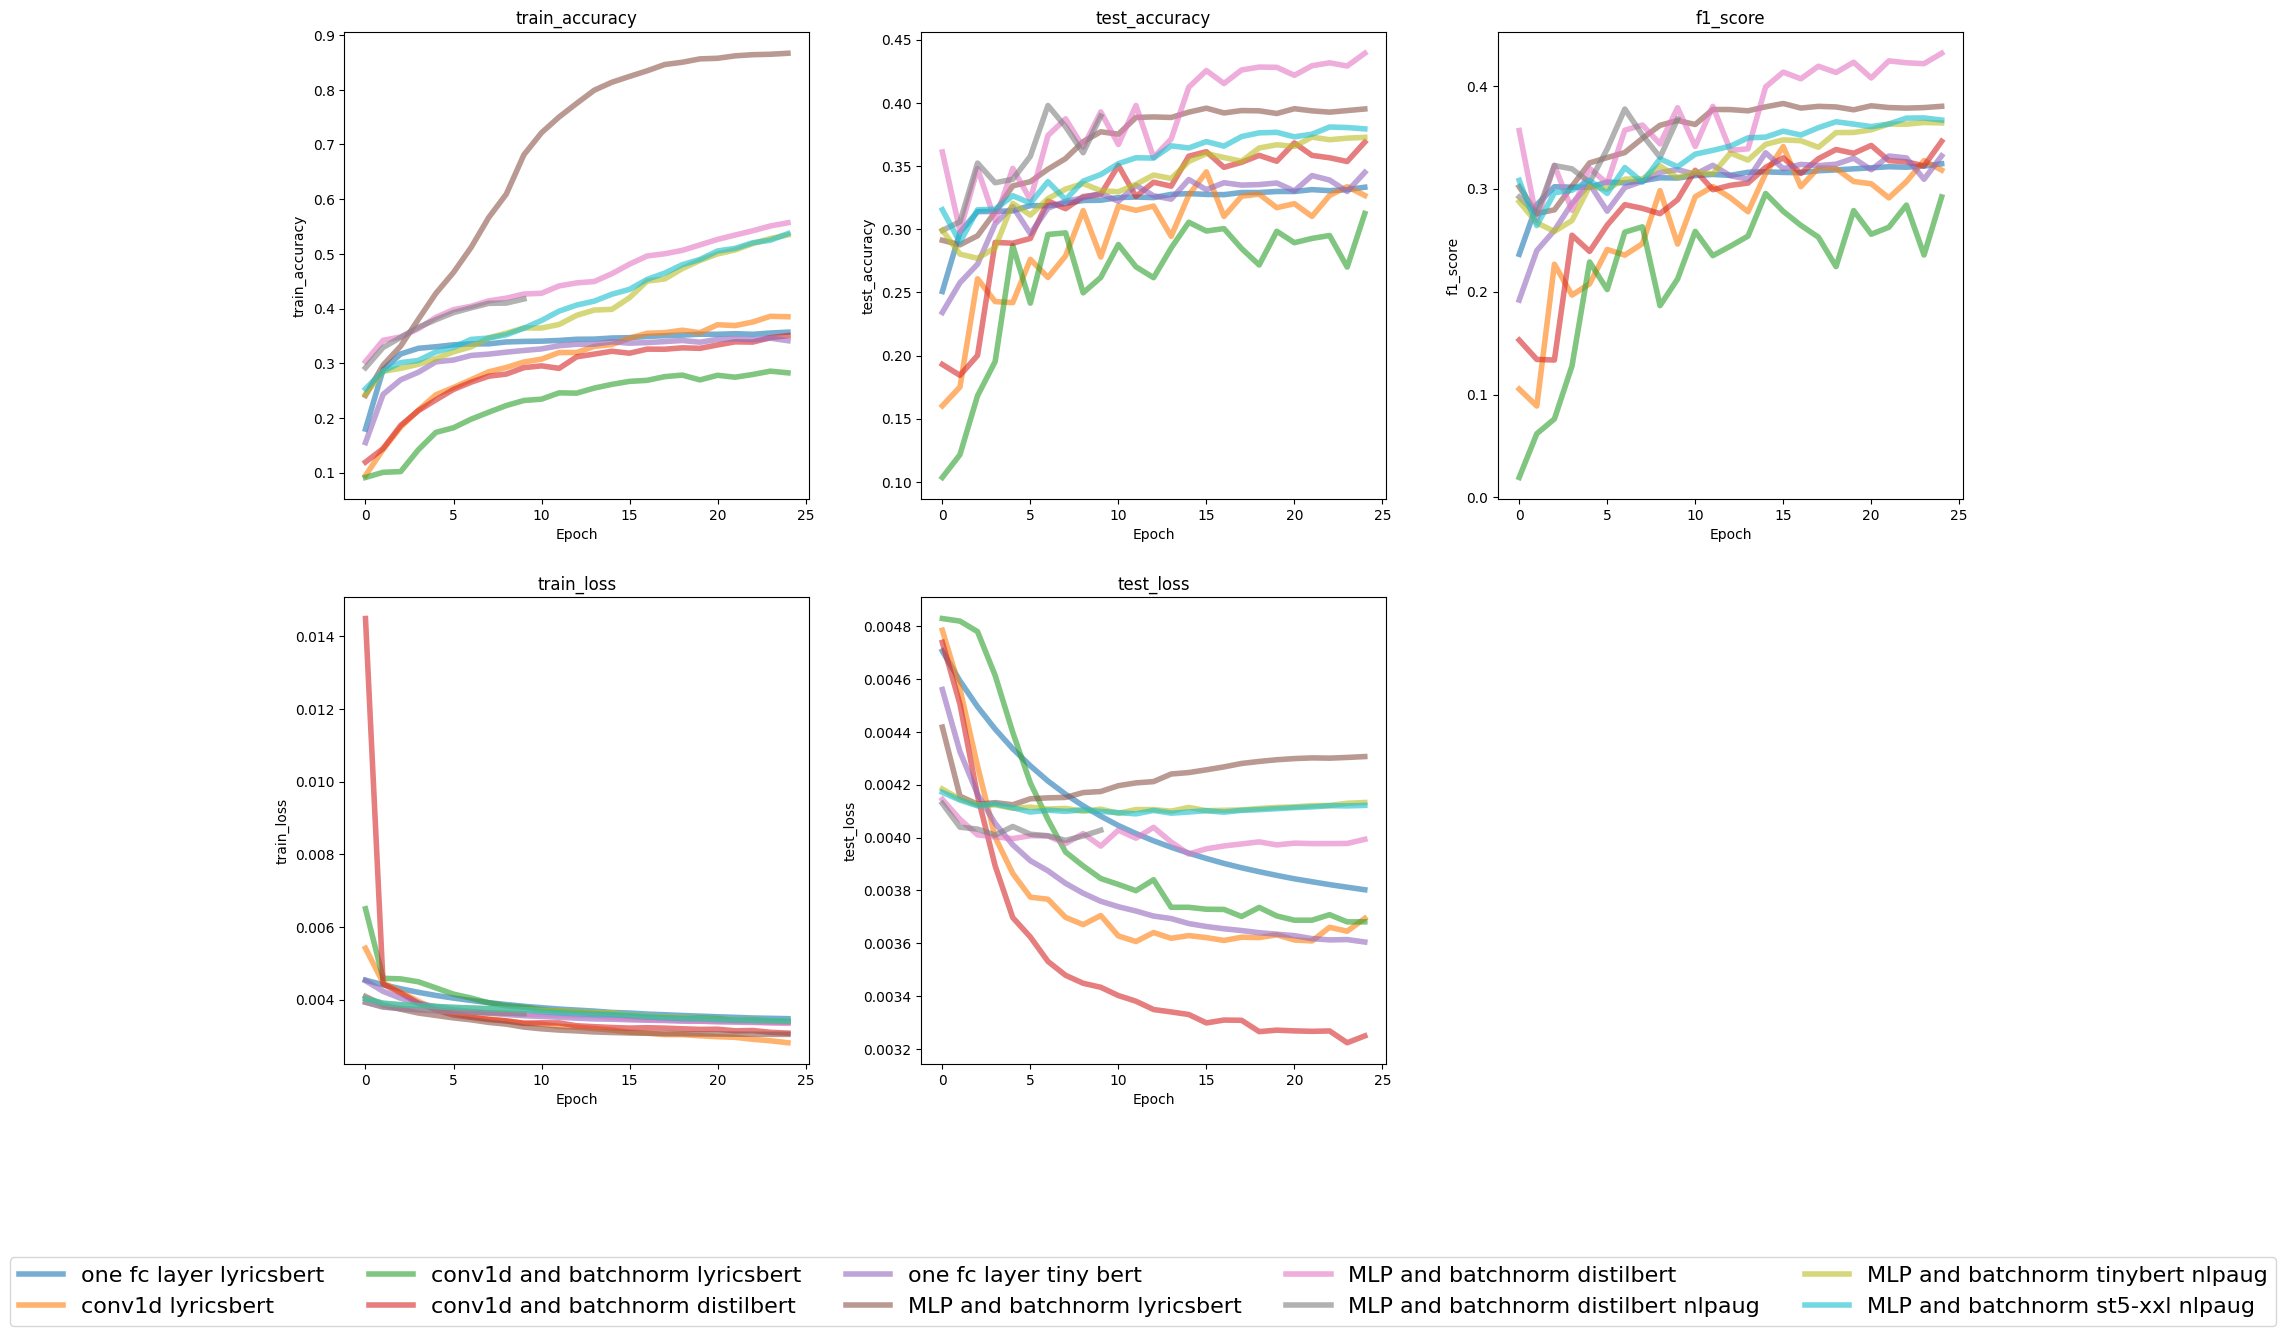 train_accuracy
test_accuracy
f1_score
0.9
0.8
0.7
0.6
0.5
0.4
0.3
0.2
0.1
train_accuracy
0 5 10 15 20 25
Epoch
0.45
0.40
0.35
0.30
0.25
0.20
0.15
0.10
test_accuracy
0 5 10 15 20 25
Epoch
0.4
0.3
0.2
0.1
0.0
f1_score
0 5 10 15 20 25
Epoch
train_loss
test_loss
0.014
0.012
0.010
0.008
0.006
0.004
train_loss
0 5 10 15 20 25
Epoch
0.0048
0.0046
0.0044
0.0042
0.0040
0.0038
0.0036
0.0034
0.0032
test_loss
0 5 10 15 20 25
Epoch
one fc layer lyricsbert
conv1d lyricsbert
conv1d and batchnorm lyricsbert
conv1d and batchnorm distilbert
one fc layer tiny bert
MLP and batchnorm lyricsbert
MLP and batchnorm distilbert
MLP and batchnorm distilbert nlpaug
MLP and batchnorm tinybert nlpaug
MLP and batchnorm st5-xxl nlpaug